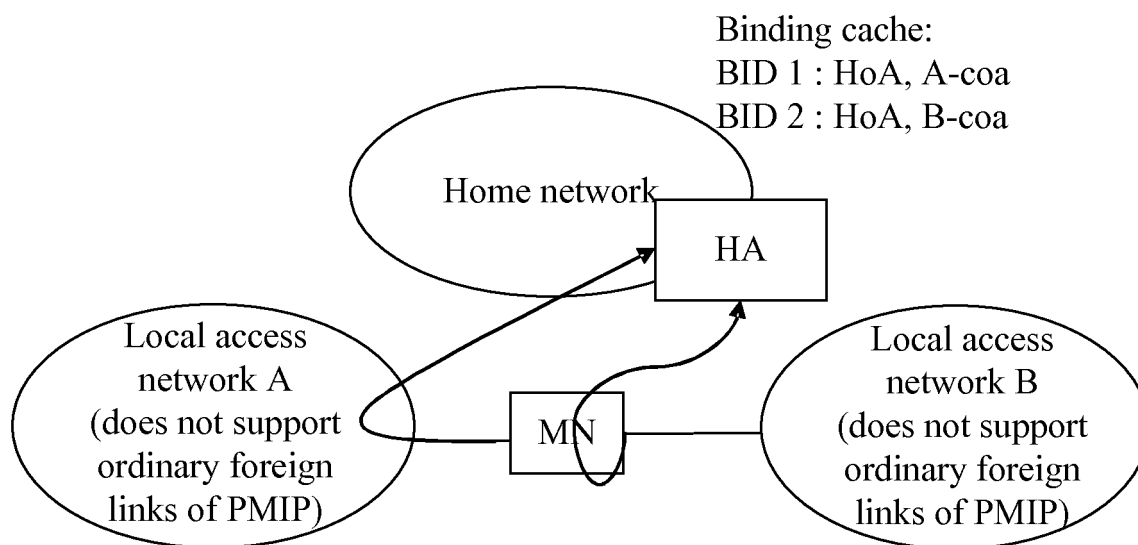 Binding cache:
BID 1 : HoA, A-coa
BID 2 : HoA, B-coa
Home network
HA
Local access
network A
(does not support
ordinary foreign
links of PMIP)
MN
Local access
network B
(does not support
ordinary foreign
links of PMIP)